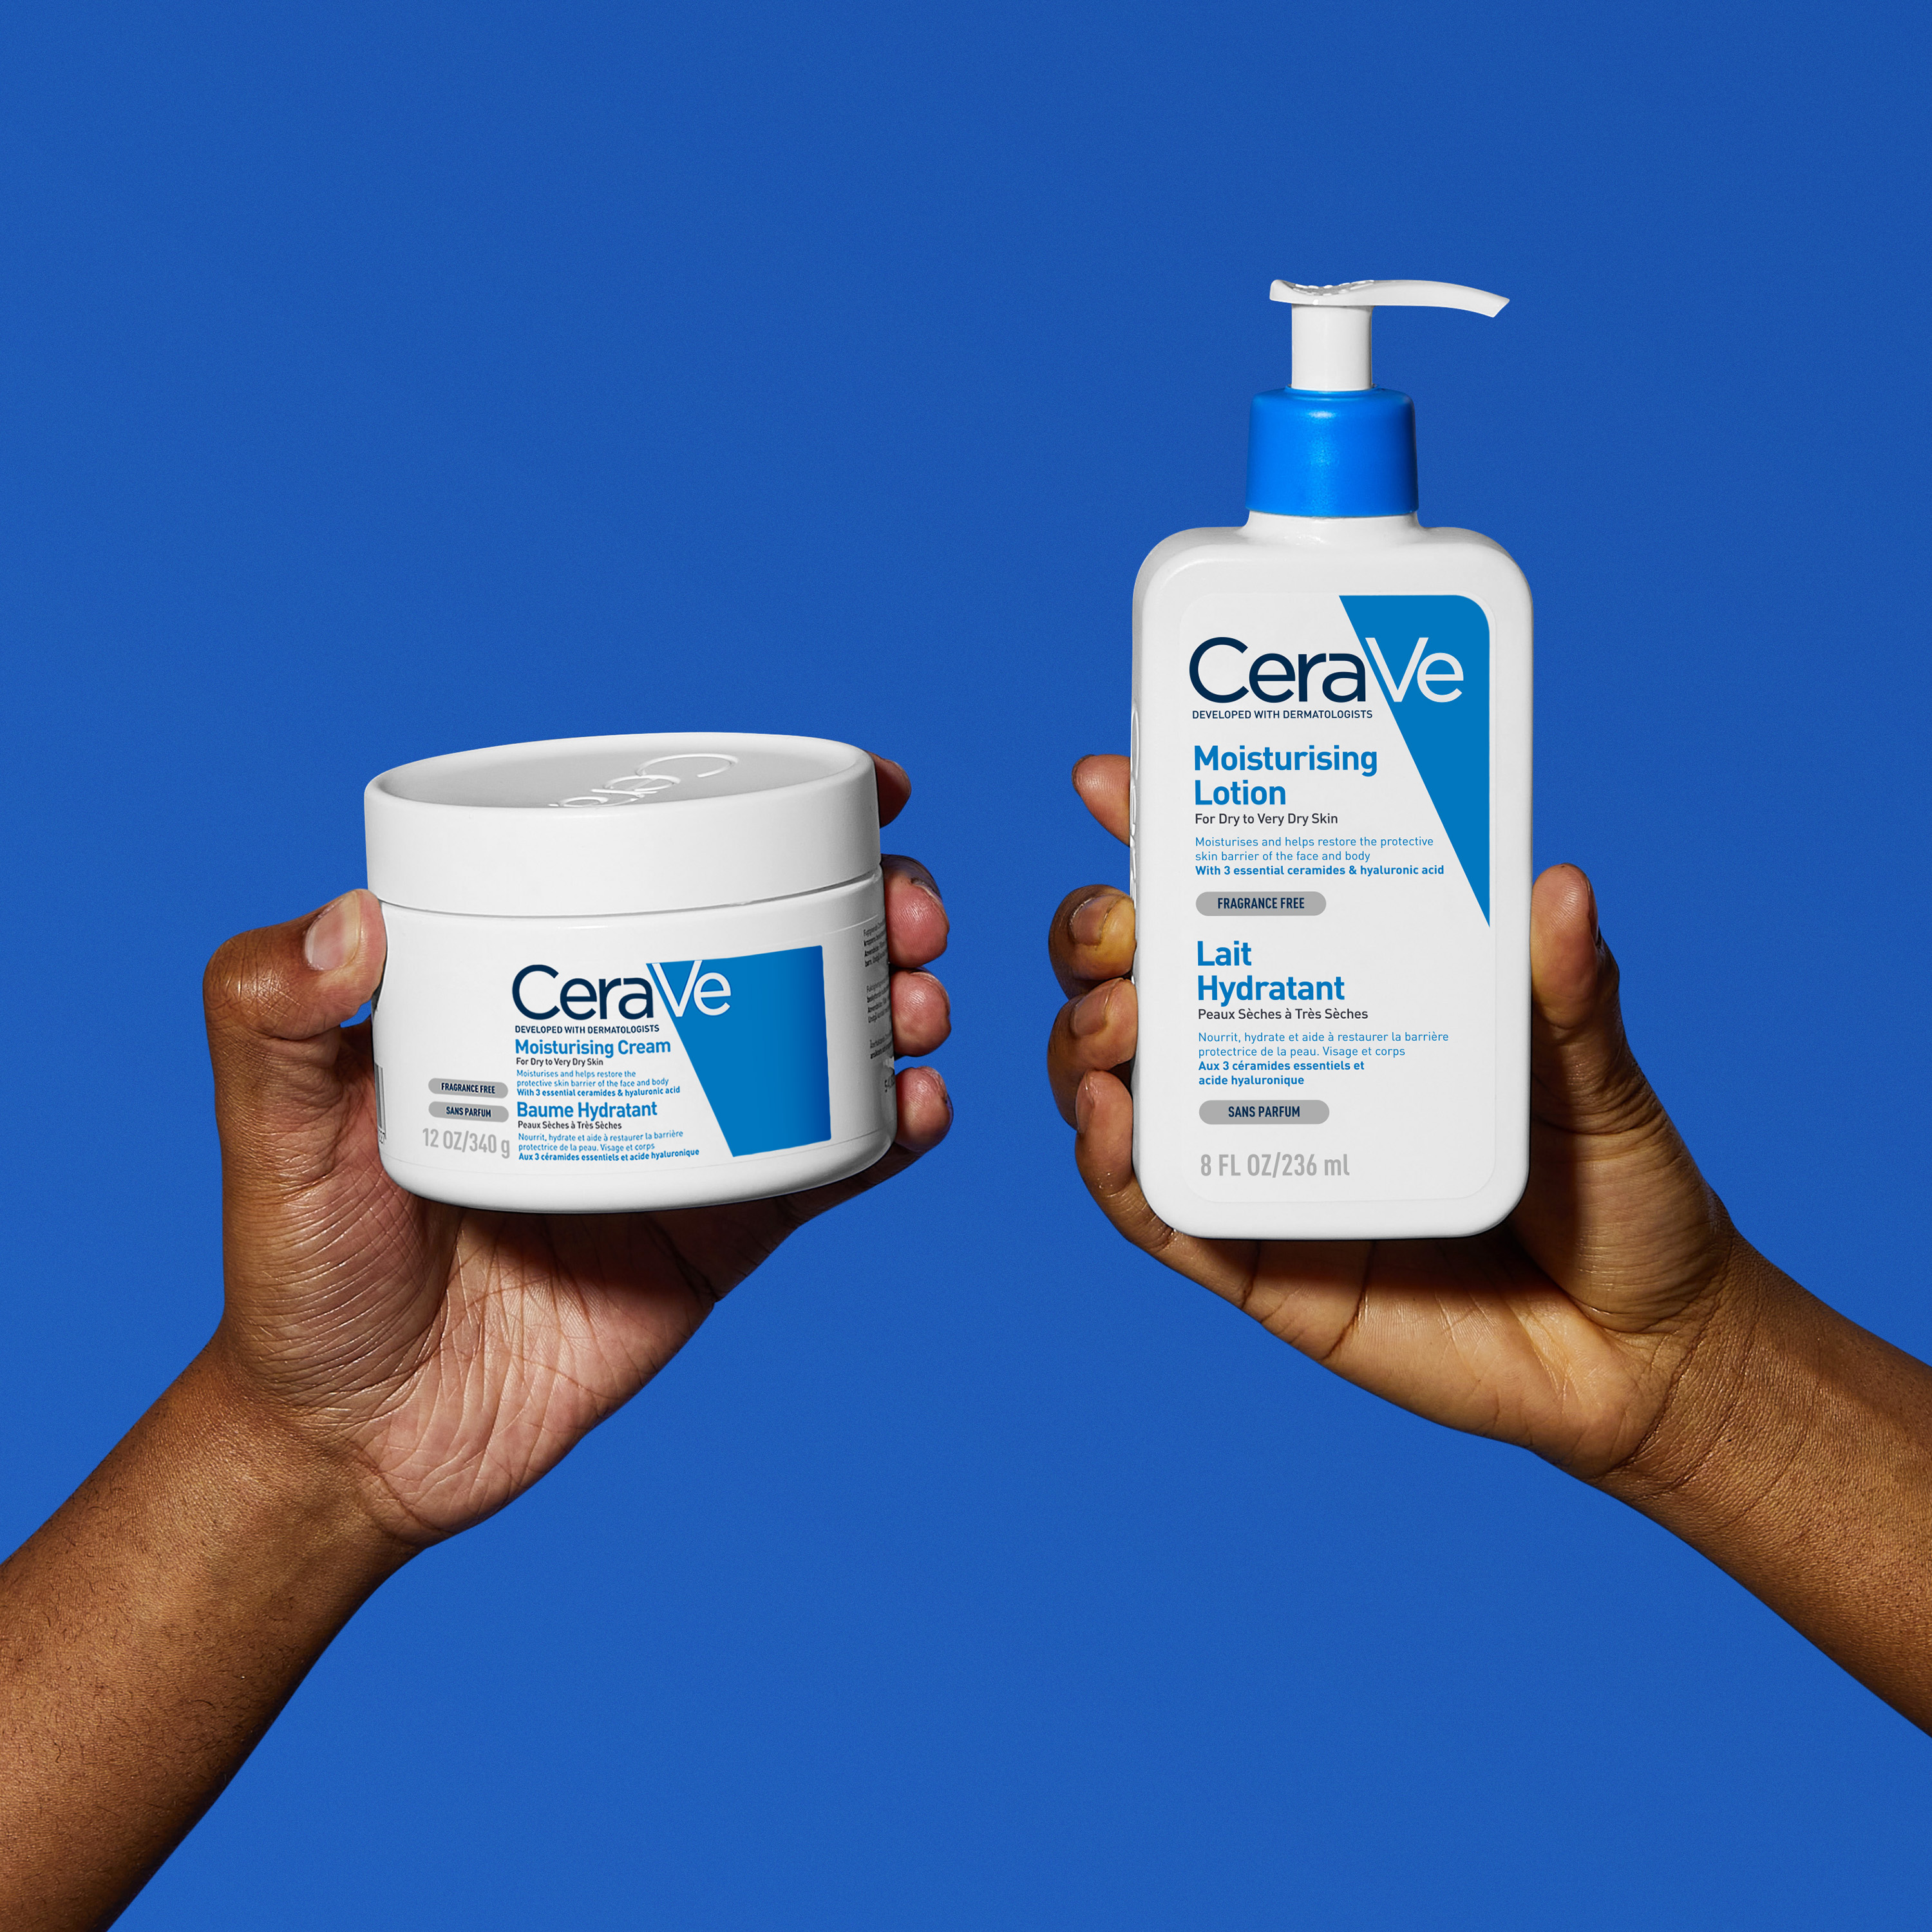 CeraVe
CeraVe
DEVELOPED WITH DERMATOLOGISTS
Moisturising Cream
For Dry to Very Dry Skin
Moisturises and helps restore the
protective skin barrier of the face and body
With 3 essential ceramides & hyaluronic acid
FRAGRANCE FREE
SANS PARFUM
12 OZ/340 g
Baume Hydratant
Peaux Sèches à Très Sèches
Nourrit, hydrate et aide à restaurer la barrière
protectrice de la peau. Visage et corps
Aux 3 céramides essentiels et acide hyaluronique
CeraVe
DEVELOPED WITH DERMATOLOGISTS
Moisturising
Lotion
For Dry to Very Dry Skin
Moisturises and helps restore the protective
skin barrier of the face and body
With 3 essential ceramides & hyaluronic acid
FRAGRANCE FREE
Lait
Hydratant
Peaux Sèches à Très Sèches
Nourrit, hydrate et aide à restaurer la barrière
protectrice de la peau. Visage et corps
Aux 3 céramides essentiels et
acide hyaluronique
SANS PARFUM
8 FL OZ/236 ml